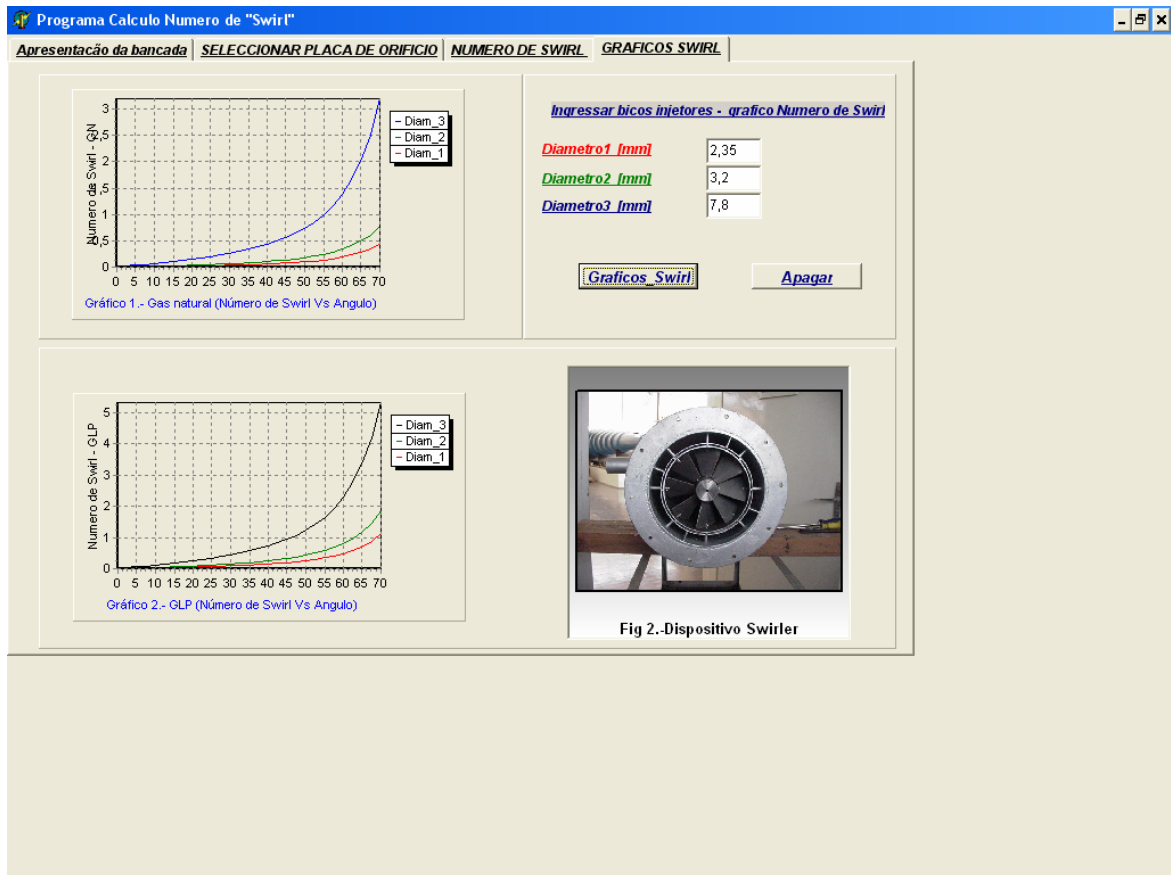 Programa Calculo Numero de "Swirl"
Apresentacão da bancada SELECCIONAR PLACA DE ORIFICIO NUMERO DE SWIRL GRAFICOS SWIRL
Numero de Swirl - GN
3
2,5
2
1,5
1
0,5
0
0 5 10 15 20 25 30 35 40 45 50 55 60 65 70
Diam_3
Diam_2
Diam_1
Gráfico 1.- Gas natural (Número de Swirl Vs Angulo)
Ingressar bicos injetores - grafico Numero de Swirl
Diametro1 [mm] 2,35
Diametro2 [mm] 3,2
Diametro3 [mm] 7,8
Graficos_Swirl Apagar
Numero de Swirl - GLP
5
4
3
2
1
0
0 5 10 15 20 25 30 35 40 45 50 55 60 65 70
Diam_3
Diam_2
Diam_1
Gráfico 2.- GLP (Número de Swirl Vs Angulo)
Fig 2.-Dispositivo Swirler